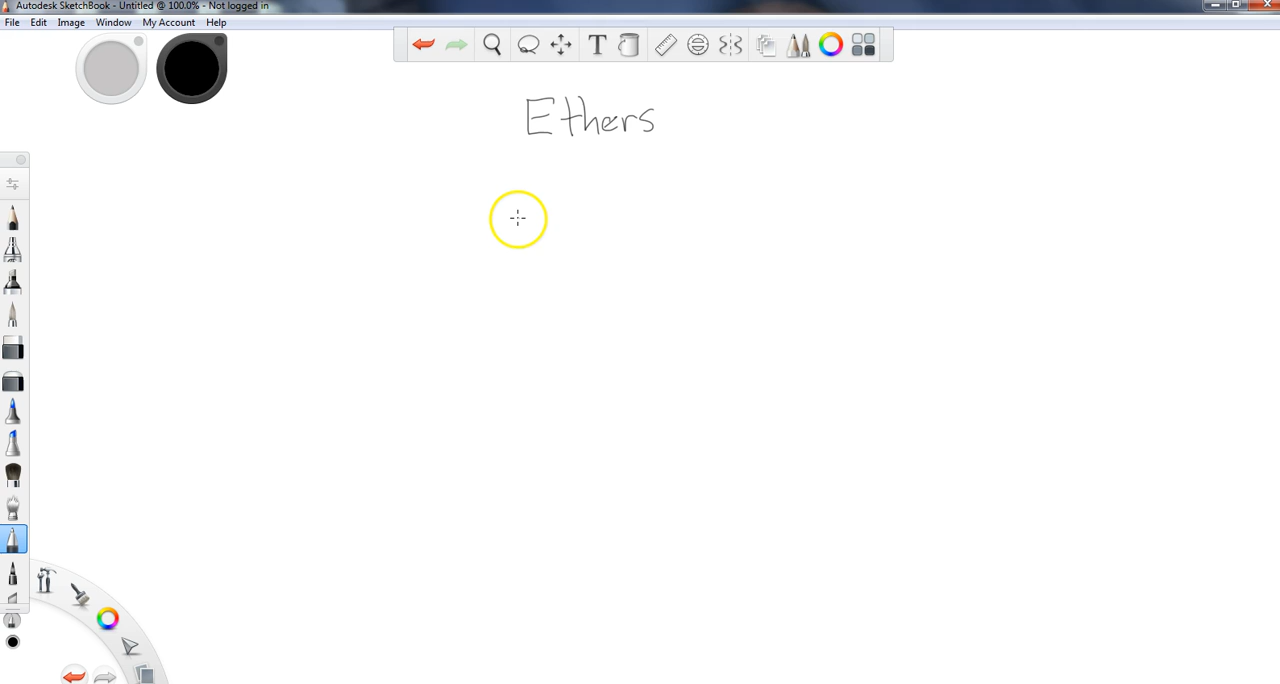 Autodesk SketchBook - Untitled @ 100.0% - Not logged in
File Edit Image Window My Account Help
T
Ethers